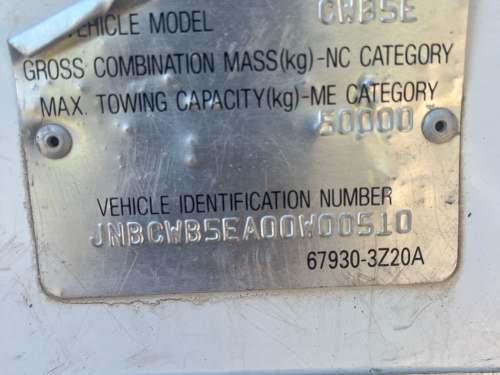 VEHICLE MODEL CWB5E
GROSS COMBINATION MASS(kg)-NC CATEGORY
MAX. TOWING CAPACITY(kg)-ME CATEGORY
50000
VEHICLE IDENTIFICATION NUMBER
JNBCWB5EA00W00510
67930-3Z20A